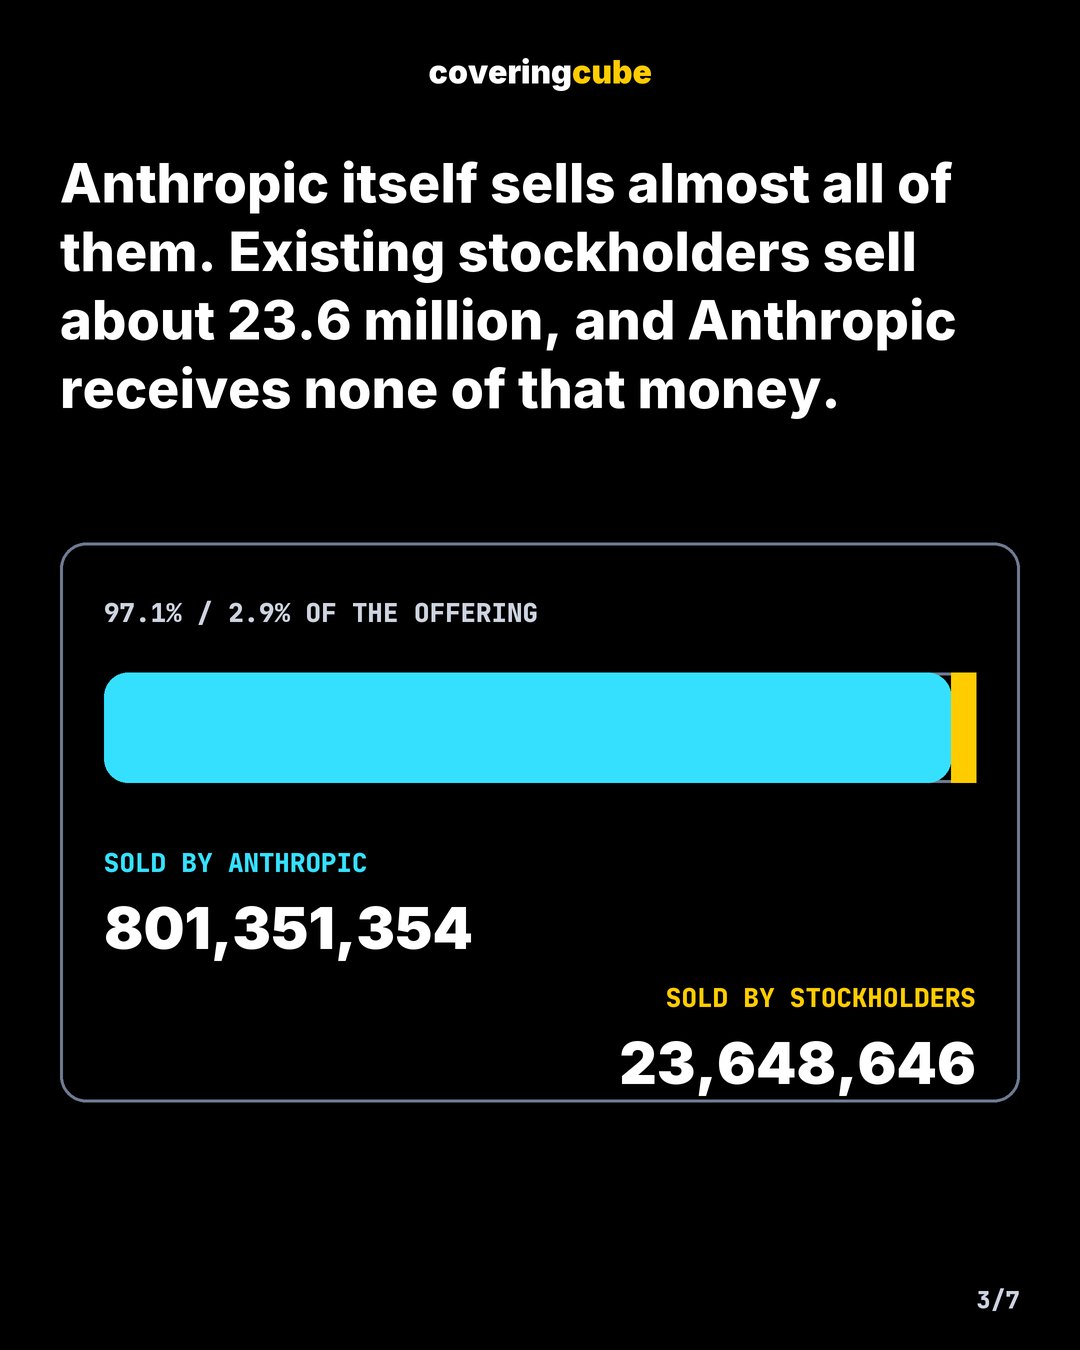 coveringcube
Anthropic itself sells almost all of
them. Existing stockholders sell
about 23.6 million, and Anthropic
receives none of that money.
97.1% / 2.9% OF THE OFFERING
SOLD BY ANTHROPIC
801,351,354
SOLD BY STOCKHOLDERS
23,648,646
3/7